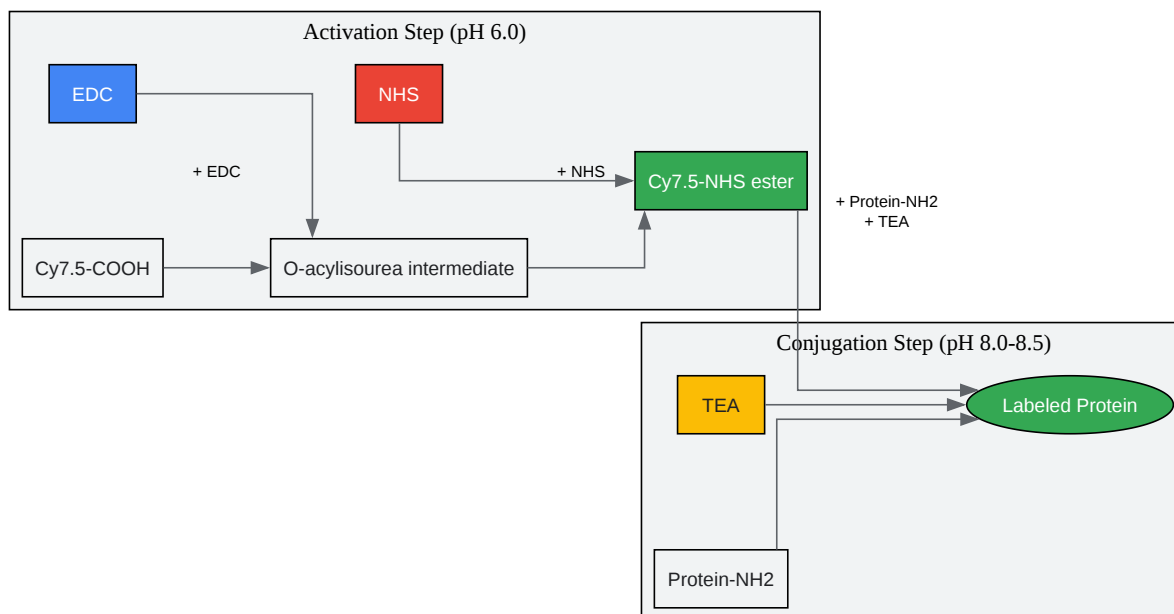 Activation Step (pH 6.0)
EDC
NHS
+ EDC
+ NHS
Cy7.5-NHS ester
+ Protein-NH2
+ TEA
Cy7.5-COOH
O-acylisourea intermediate
Conjugation Step (pH 8.0-8.5)
TEA
Labeled Protein
Protein-NH2